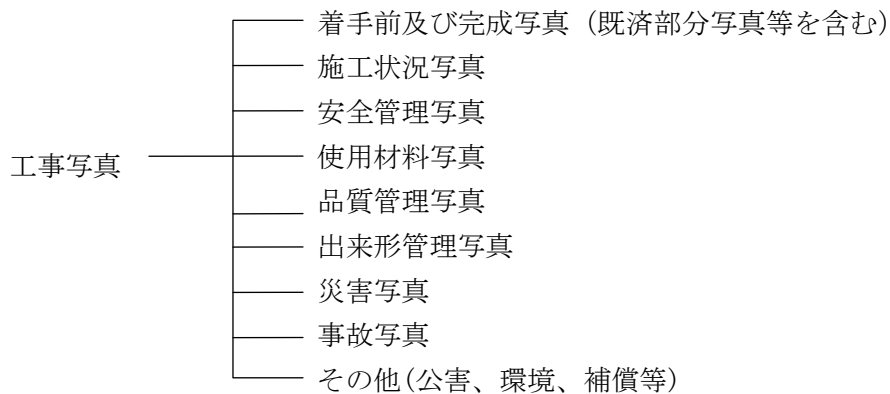 着手前及び完成写真（既済部分写真等を含む）
施工状況写真
安全管理写真
使用材料写真
工事写真
品質管理写真
出来形管理写真
災害写真
事故写真
その他(公害、環境、補償等)